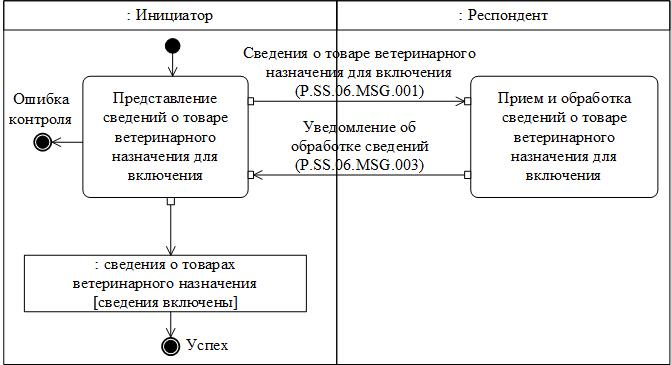 : Инициатор
: Респондент
Сведения о товаре ветеринарного
назначения для включения
(P.SS.06.MSG.001)
Ошибка
контроля
Представление
сведений о товаре
ветеринарного
назначения для
включения
Прием и обработка
сведений о товаре
ветеринарного
назначения для
включения
Уведомление об
обработке сведений
(P.SS.06.MSG.003)
: сведения о товарах
ветеринарного назначения
[сведения включены]
Успех